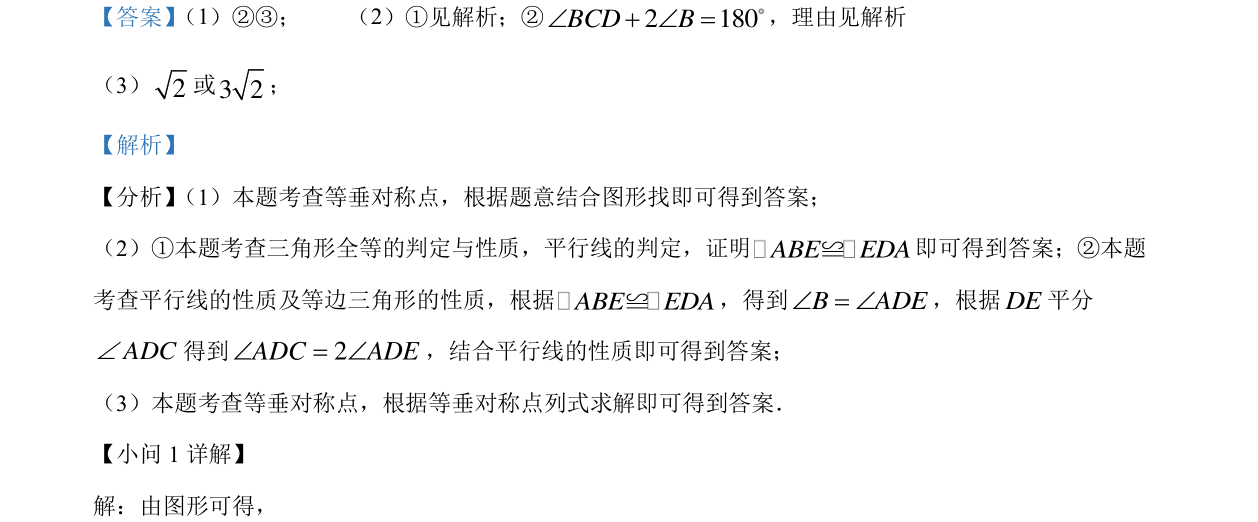 【答案】（1）②③； （2）①见解析；②∠BCD+2∠B=180°，理由见解析
（3）√2或3√2；
【解析】
【分析】（1）本题考查等垂对称点，根据题意结合图形找即可得到答案；
（2）①本题考查三角形全等的判定与性质，平行线的判定，证明□ABE≌□EDA即可得到答案；②本题
考查平行线的性质及等边三角形的性质，根据□ABE≌□EDA，得到∠B=∠ADE，根据DE平分
∠ADC得到∠ADC=2∠ADE，结合平行线的性质即可得到答案；
（3）本题考查等垂对称点，根据等垂对称点列式求解即可得到答案．
【小问1详解】
解：由图形可得，